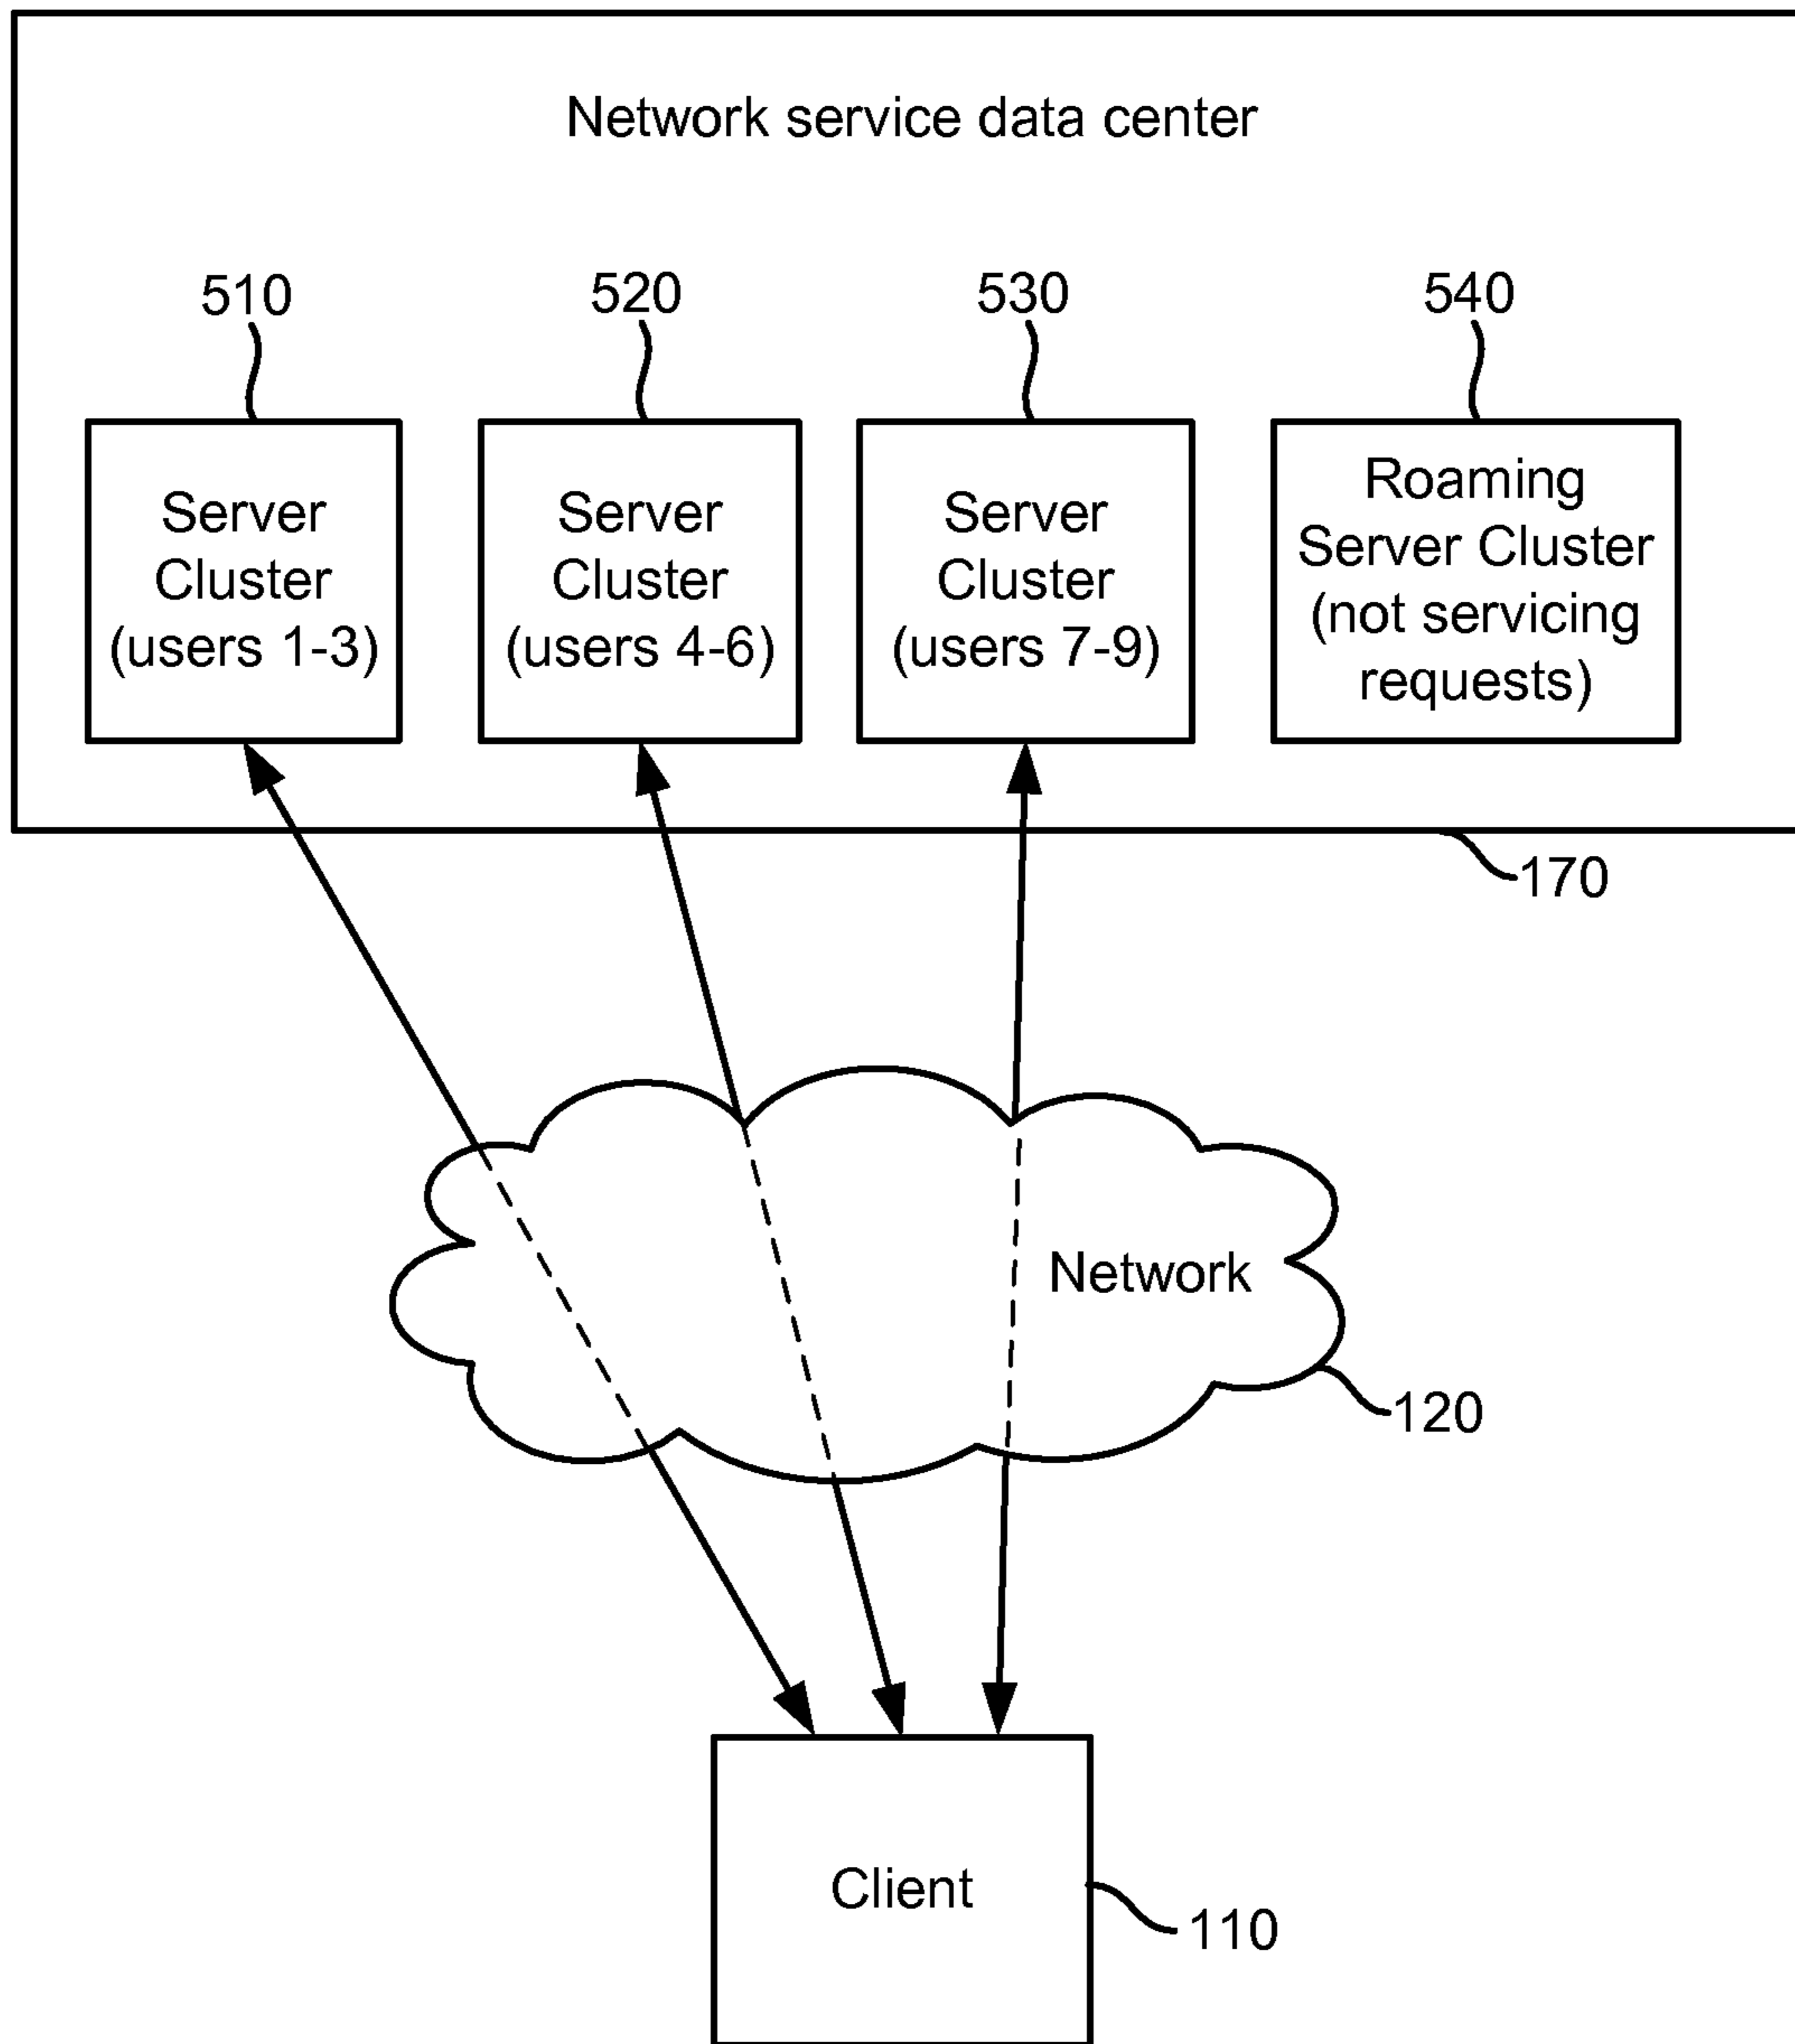 Network service data center
510
520
530
540
Server
Cluster
(users 1-3)
Server
Cluster
(users 4-6)
Server
Cluster
(users 7-9)
Roaming
Server Cluster
(not servicing
requests)
170
Network
120
Client
110